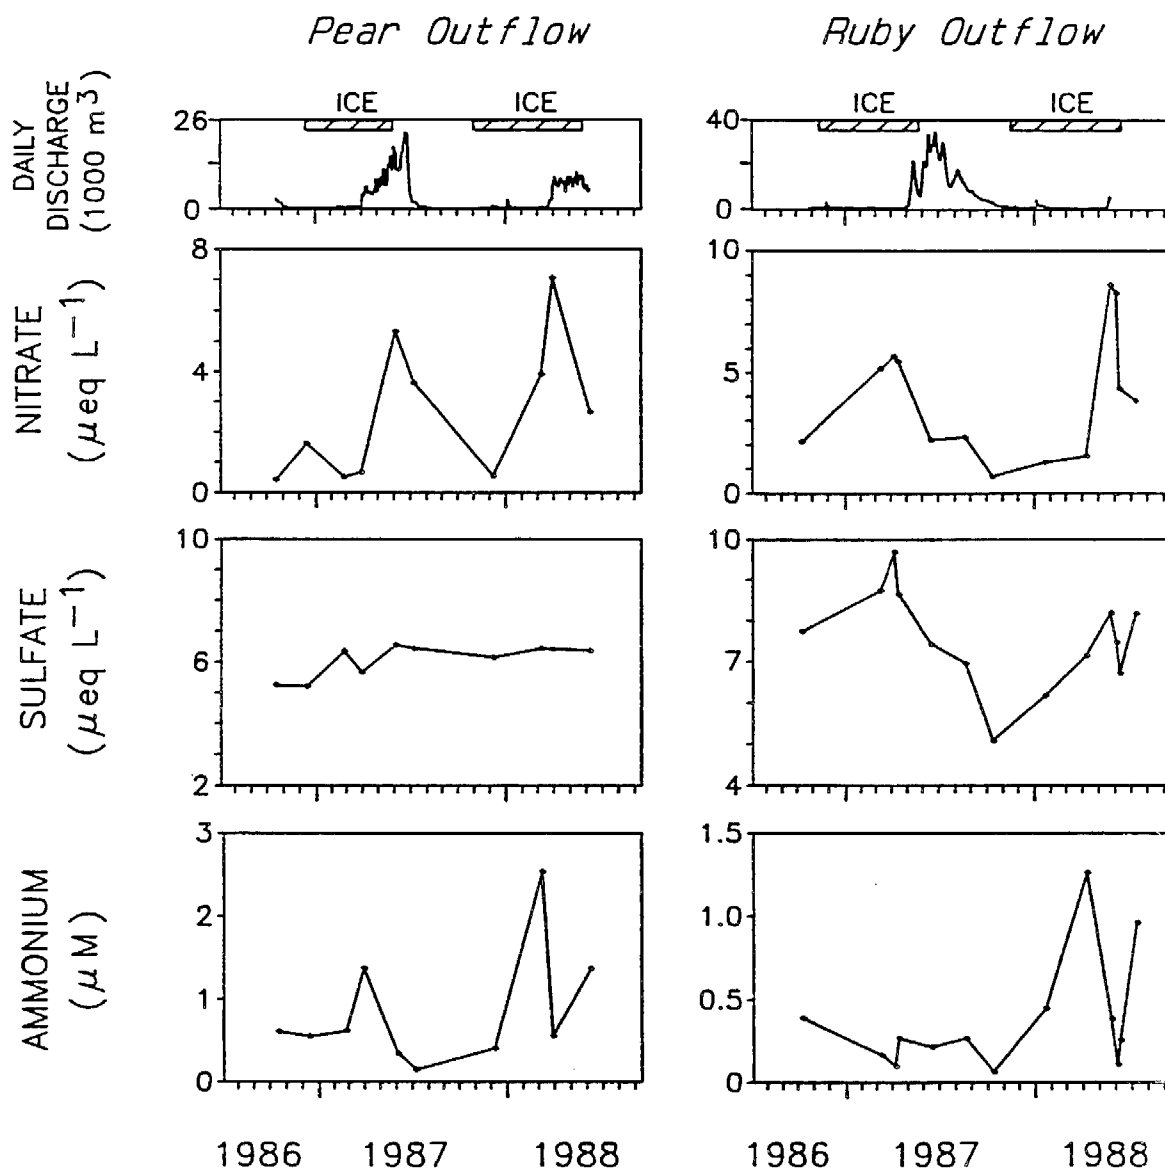 Pear Outflow Ruby Outflow
DAILY
DISCHARGE
(1000 m³)
26
0
ICE ICE
40
0
ICE ICE
NITRATE
(μeq L⁻¹)
8
4
0
10
5
0
SULFATE
(μeq L⁻¹)
10
6
2
10
7
4
AMMONIUM
(μM)
3
2
1
0
1.5
1.0
0.5
0
1986 1987 1988 1986 1987 1988